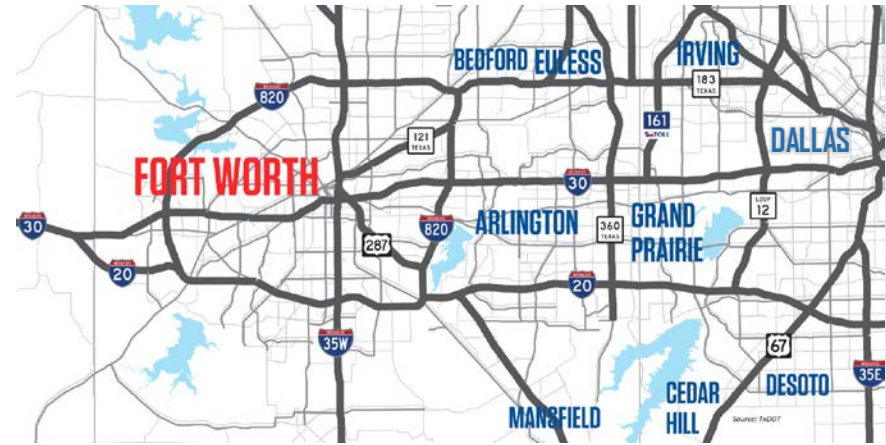 BEDFORD
EULESS
IRVING
183
TEXAS
820
161
TOLL
121
TEXAS
DALLAS
FORT WORTH
30
LOOP
12
30
820
ARLINGTON
360
TEXAS
GRAND
PRAIRIE
287
20
20
35W
67
35E
CEDAR
HILL
DESOTO
MANSFIELD
Source: TxDOT